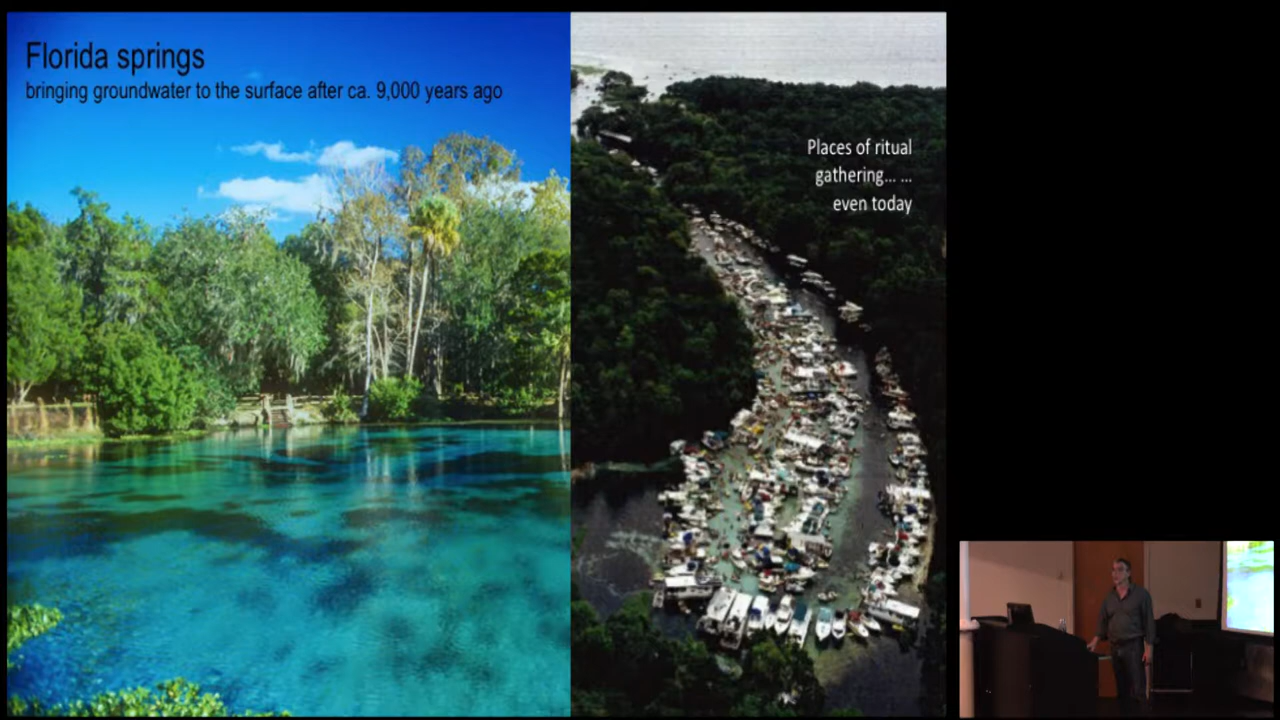 Florida springs
bringing groundwater to the surface after ca. 9,000 years ago
Places of ritual
gathering... ...
even today